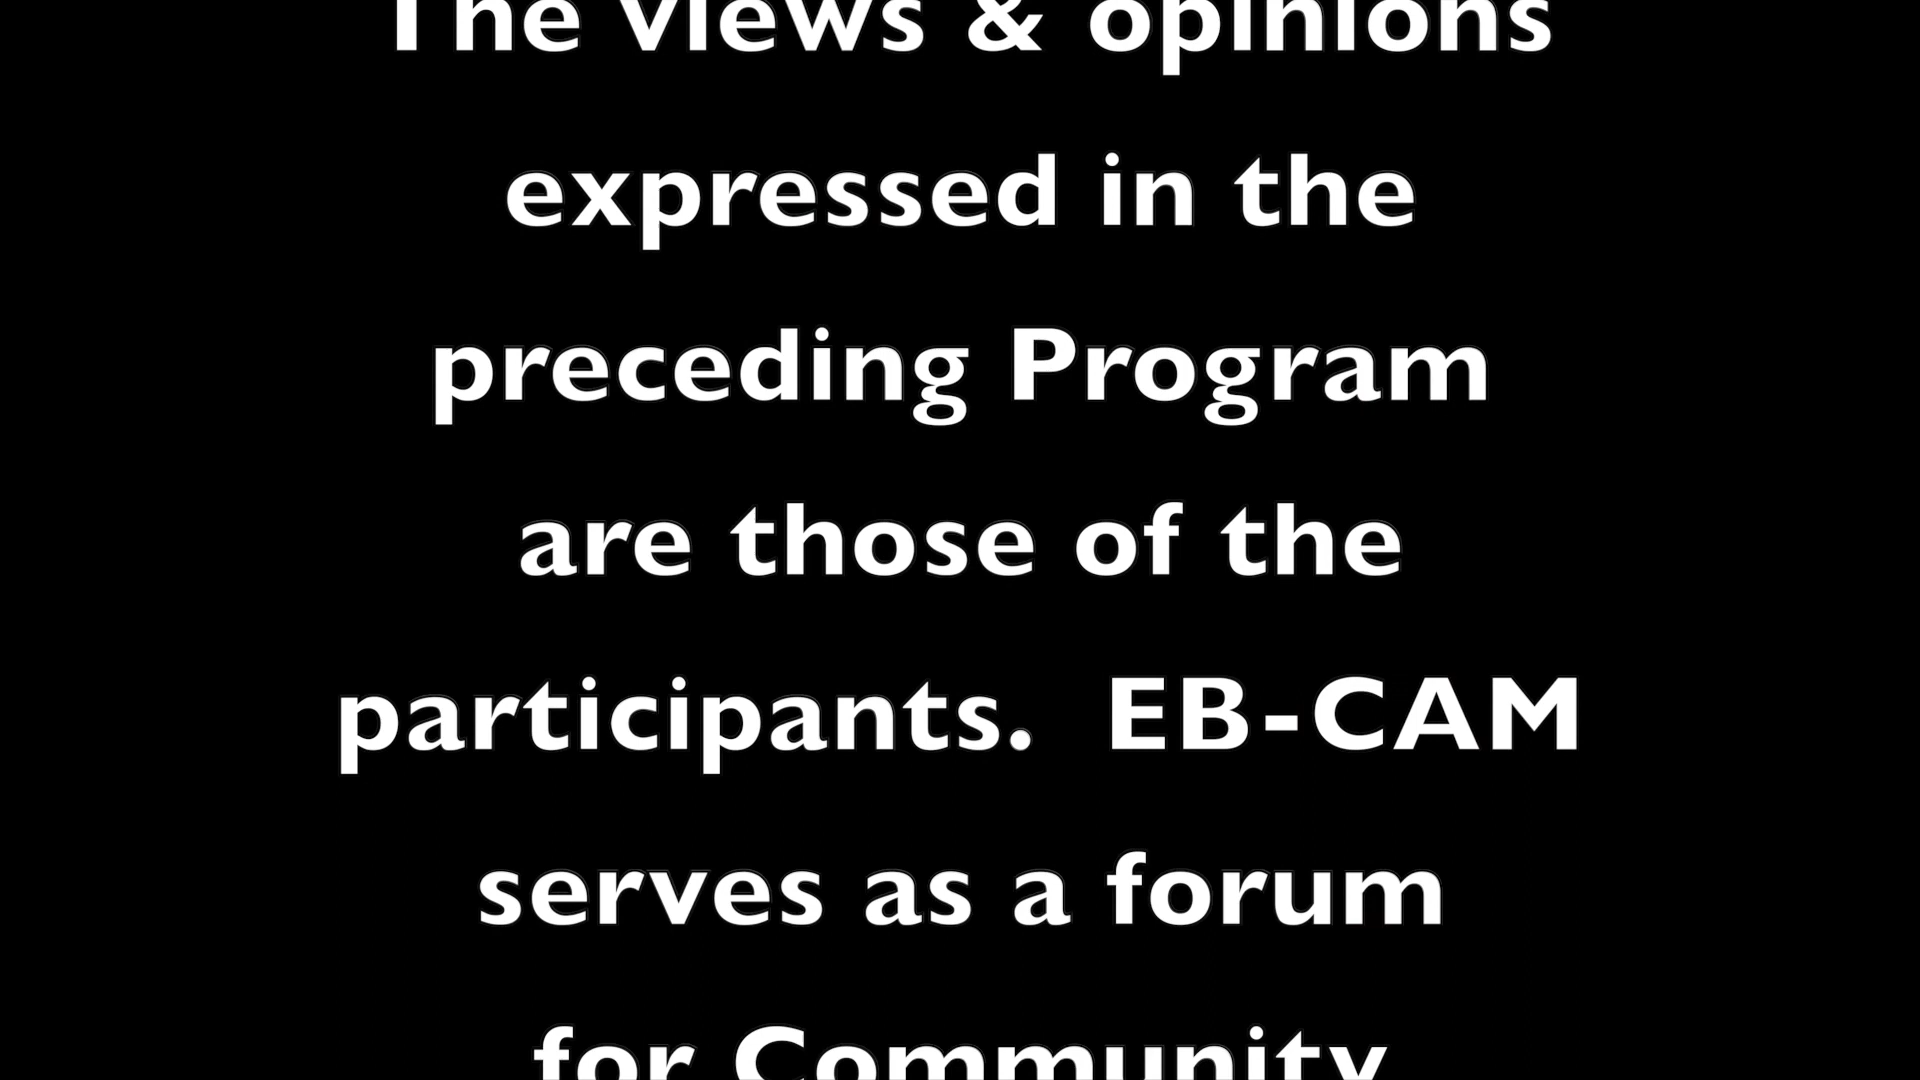 The views & opinions
expressed in the
preceding Program
are those of the
participants.  EB-CAM
serves as a forum
for Community